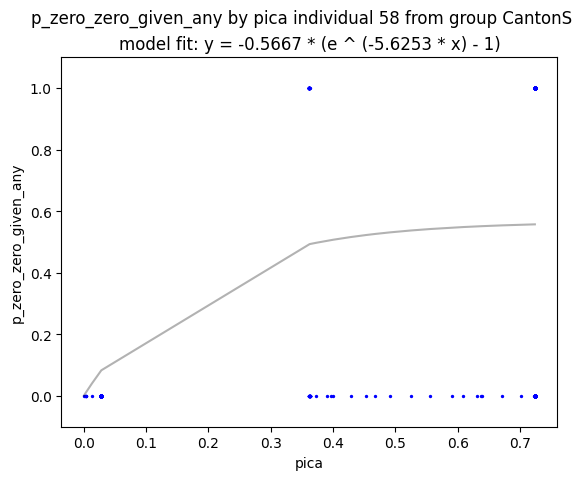 p_zero_zero_given_any by pica individual 58 from group CantonS
model fit: y = -0.5667 * (e ^ (-5.6253 * x) - 1)
1.0
0.8
0.6
0.4
0.2
0.0
p_zero_zero_given_any
0.0 0.1 0.2 0.3 0.4 0.5 0.6 0.7
pica